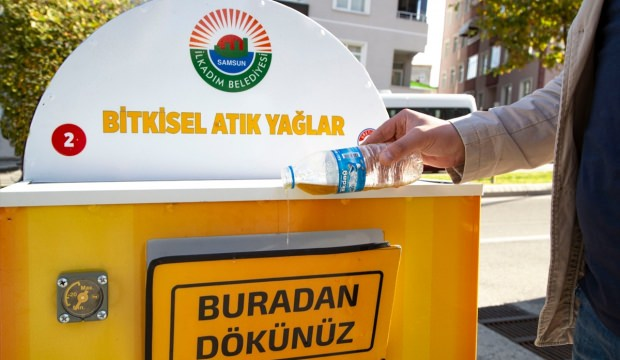 SAMSUN
İLKADIM BELEDİYESİ
BİTKİSEL ATIK YAĞLAR
2
BURADAN
DÖKÜNÜZ